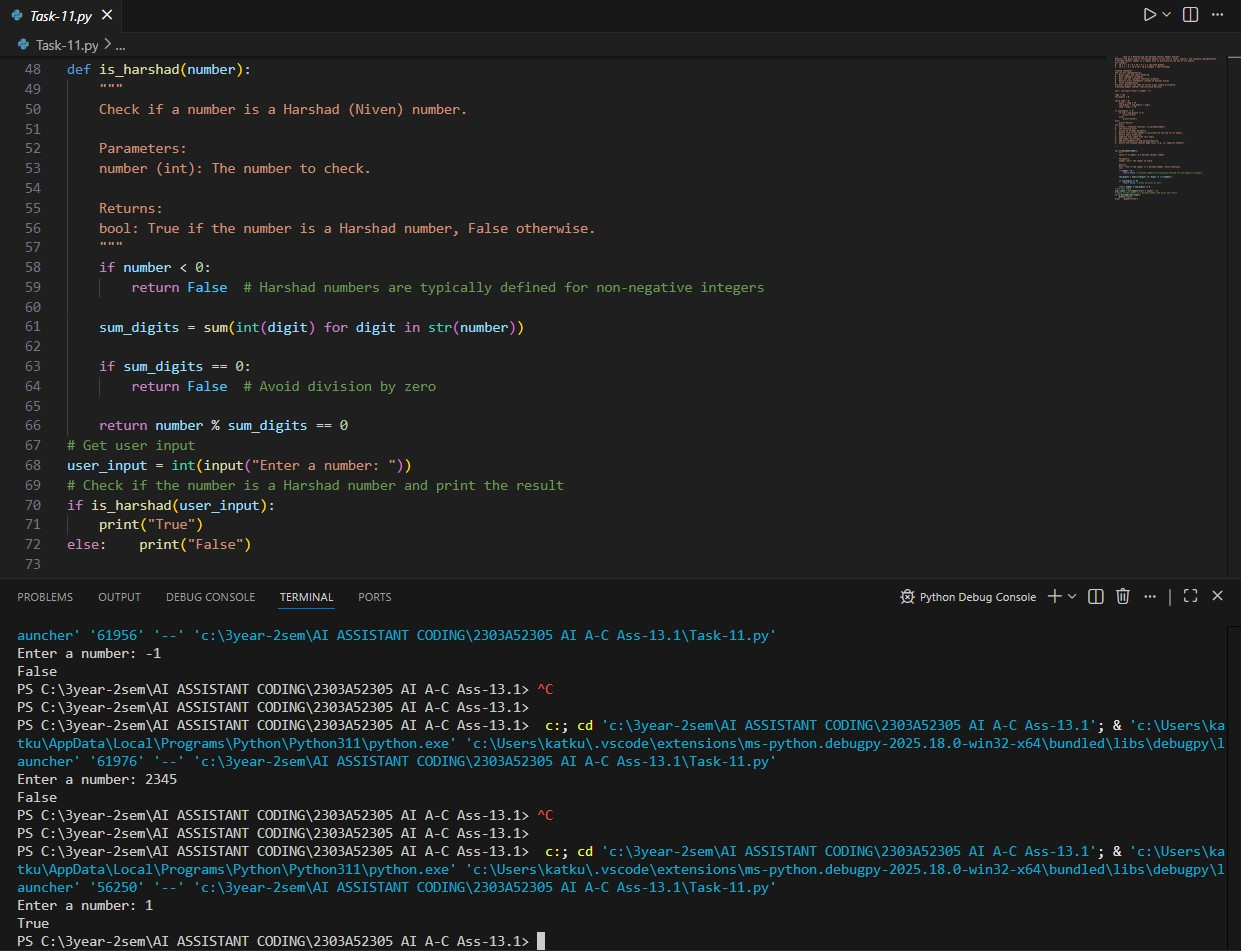 Task-11.py
Task-11.py > ...
48 def is_harshad(number):
49     """
50     Check if a number is a Harshad (Niven) number.
51
52     Parameters:
53     number (int): The number to check.
54
55     Returns:
56     bool: True if the number is a Harshad number, False otherwise.
57     """
58     if number < 0:
59         return False  # Harshad numbers are typically defined for non-negative integers
60
61     sum_digits = sum(int(digit) for digit in str(number))
62
63     if sum_digits == 0:
64         return False  # Avoid division by zero
65
66     return number % sum_digits == 0
67 # Get user input
68 user_input = int(input("Enter a number: "))
69 # Check if the number is a Harshad number and print the result
70 if is_harshad(user_input):
71     print("True")
72 else:    print("False")
73
PROBLEMS OUTPUT DEBUG CONSOLE TERMINAL PORTS Python Debug Console
auncher' '61956' '--' 'c:\3year-2sem\AI ASSISTANT CODING\2303A52305 AI A-C Ass-13.1\Task-11.py'
Enter a number: -1
False
PS C:\3year-2sem\AI ASSISTANT CODING\2303A52305 AI A-C Ass-13.1> ^C
PS C:\3year-2sem\AI ASSISTANT CODING\2303A52305 AI A-C Ass-13.1>
PS C:\3year-2sem\AI ASSISTANT CODING\2303A52305 AI A-C Ass-13.1>  c:; cd 'c:\3year-2sem\AI ASSISTANT CODING\2303A52305 AI A-C Ass-13.1'; & 'c:\Users\ka
tku\AppData\Local\Programs\Python\Python311\python.exe' 'c:\Users\katku\.vscode\extensions\ms-python.debugpy-2025.18.0-win32-x64\bundled\libs\debugpy\l
auncher' '61976' '--' 'c:\3year-2sem\AI ASSISTANT CODING\2303A52305 AI A-C Ass-13.1\Task-11.py'
Enter a number: 2345
False
PS C:\3year-2sem\AI ASSISTANT CODING\2303A52305 AI A-C Ass-13.1> ^C
PS C:\3year-2sem\AI ASSISTANT CODING\2303A52305 AI A-C Ass-13.1>
PS C:\3year-2sem\AI ASSISTANT CODING\2303A52305 AI A-C Ass-13.1>  c:; cd 'c:\3year-2sem\AI ASSISTANT CODING\2303A52305 AI A-C Ass-13.1'; & 'c:\Users\ka
tku\AppData\Local\Programs\Python\Python311\python.exe' 'c:\Users\katku\.vscode\extensions\ms-python.debugpy-2025.18.0-win32-x64\bundled\libs\debugpy\l
auncher' '56250' '--' 'c:\3year-2sem\AI ASSISTANT CODING\2303A52305 AI A-C Ass-13.1\Task-11.py'
Enter a number: 1
True
PS C:\3year-2sem\AI ASSISTANT CODING\2303A52305 AI A-C Ass-13.1>